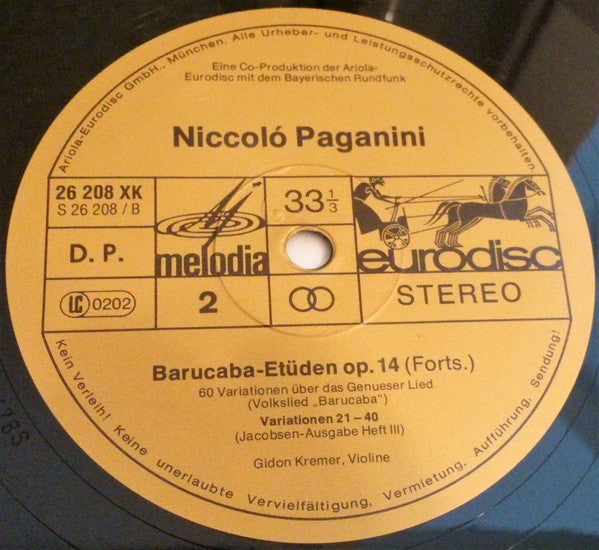 Ariola-Eurodisc GmbH., München. Alle Urheber- und Leistungsschutzrechte vorbehalten.
Eine Co-Produktion der Ariola-
Eurodisc mit dem Bayerischen Rundfunk
Niccoló Paganini
26 208 XK
S 26 208 / B
D. P.
LC 0202
melodia
2
33 1/3
eurodisc
STEREO
Barucaba-Etüden op. 14 (Forts.)
60 Variationen über das Genueser Lied
(Volkslied „Barucaba")
Variationen 21 – 40
(Jacobsen-Ausgabe Heft III)
Gidon Kremer, Violine
Kein Verleih! Keine unerlaubte Vervielfältigung, Vermietung, Aufführung, Sendung!